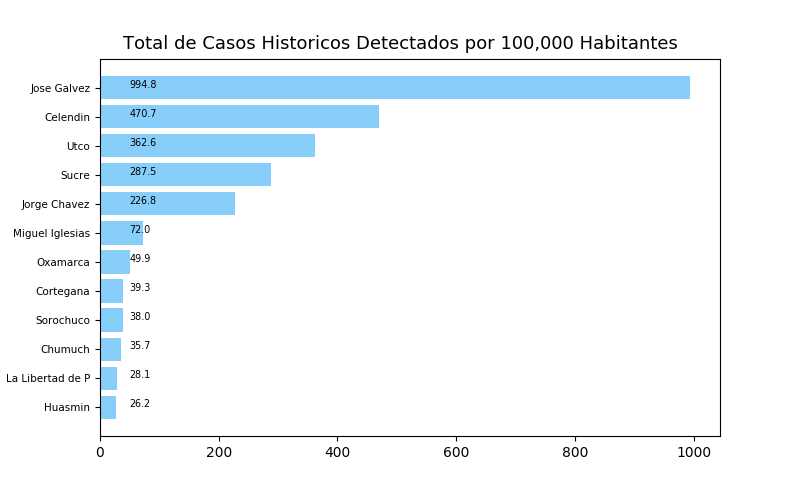 Total de Casos Historicos Detectados por 100,000 Habitantes
Jose Galvez 994.8
Celendin 470.7
Utco 362.6
Sucre 287.5
Jorge Chavez 226.8
Miguel Iglesias 72.0
Oxamarca 49.9
Cortegana 39.3
Sorochuco 38.0
Chumuch 35.7
La Libertad de P 28.1
Huasmin 26.2
0 200 400 600 800 1000